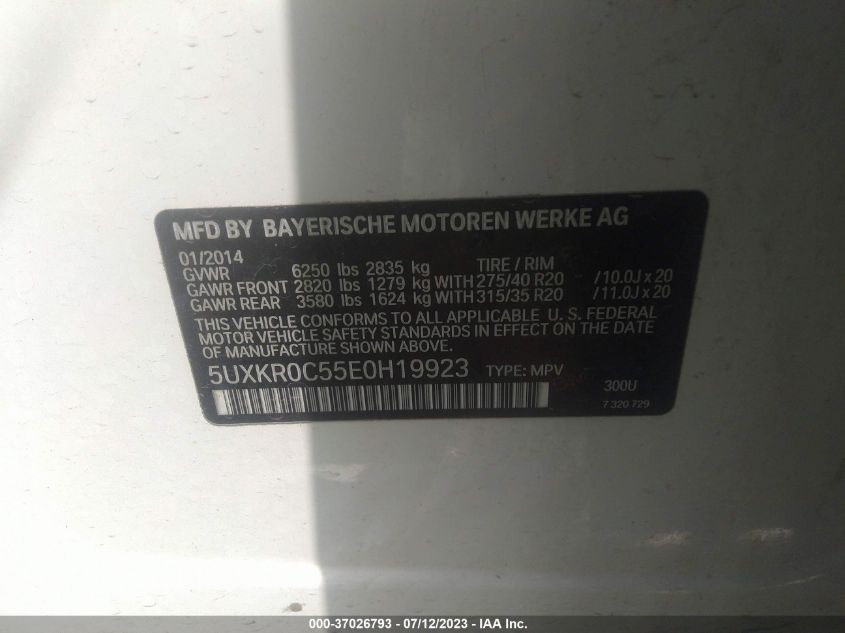 MFD BY BAYERISCHE MOTOREN WERKE AG
01/2014
GVWR 6250 lbs 2835 kg TIRE / RIM
GAWR FRONT 2820 lbs 1279 kg WITH 275/40 R20 /10.0J x 20
GAWR REAR 3580 lbs 1624 kg WITH 315/35 R20 /11.0J x 20
THIS VEHICLE CONFORMS TO ALL APPLICABLE U. S. FEDERAL
MOTOR VEHICLE SAFETY STANDARDS IN EFFECT ON THE DATE
OF MANUFACTURE SHOWN ABOVE.
5UXKR0C55E0H19923 TYPE: MPV
300U
7 320 729
000-37026793 - 07/12/2023 - IAA Inc.